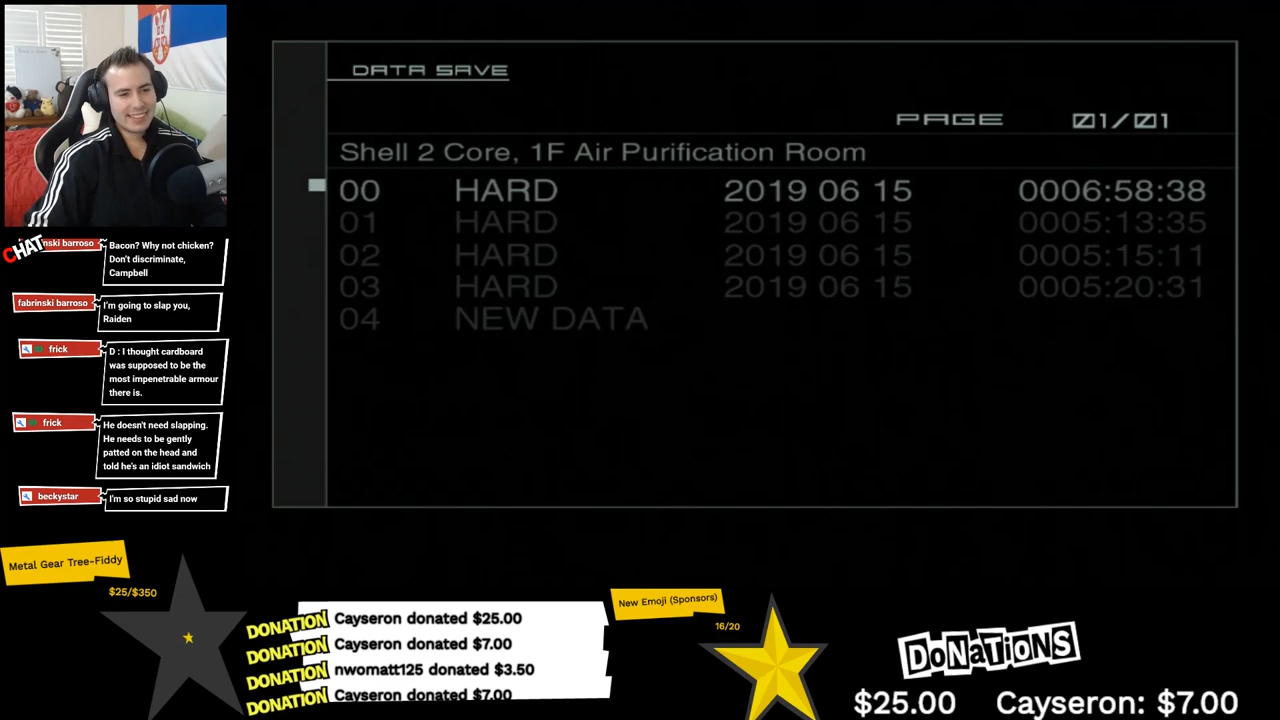 DATA SAVE
PAGE 01/01
Shell 2 Core, 1F Air Purification Room
00 HARD 2019 06 15 0006:58:38
01 HARD 2019 06 15 0005:13:35
02 HARD 2019 06 15 0005:15:11
03 HARD 2019 06 15 0005:20:31
04 NEW DATA
CHAT
nski barroso
Bacon? Why not chicken?
Don't discriminate,
Campbell
fabrinski barroso
I'm going to slap you,
Raiden
frick
D : I thought cardboard
was supposed to be the
most impenetrable armour
there is.
frick
He doesn't need slapping.
He needs to be gently
patted on the head and
told he's an idiot sandwich
beckystar
I'm so stupid sad now
Metal Gear Tree-Fiddy
$25/$350
DONATION Cayseron donated $25.00
DONATION Cayseron donated $7.00
DONATION nwomatt125 donated $3.50
DONATION Cayseron donated $7.00
New Emoji (Sponsors)
16/20
DONATIONS
$25.00 Cayseron: $7.00